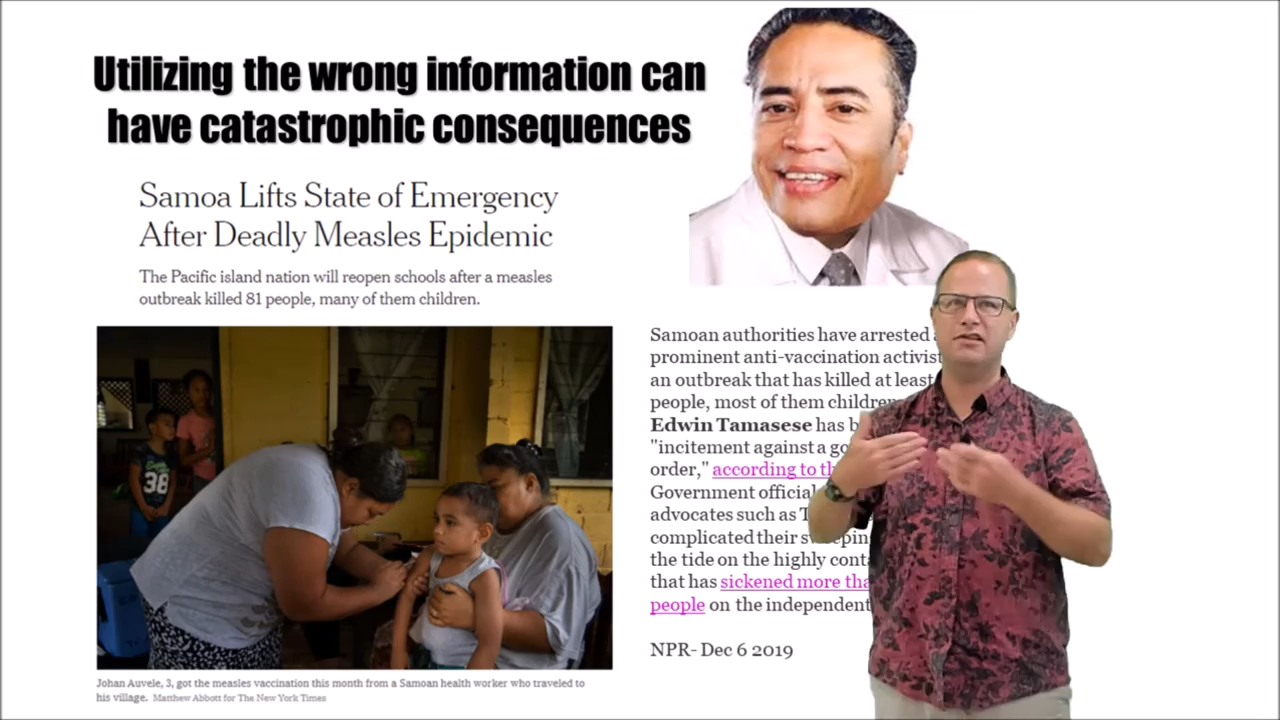 Utilizing the wrong information can
have catastrophic consequences
Samoa Lifts State of Emergency
After Deadly Measles Epidemic
The Pacific island nation will reopen schools after a measles
outbreak killed 81 people, many of them children.
38
Johan Auvele, 3, got the measles vaccination this month from a Samoan health worker who traveled to
his village. Matthew Abbott for The New York Times
Samoan authorities have arrested
prominent anti-vaccination activist
an outbreak that has killed at least
people, most of them children
Edwin Tamasese has
"incitement against a
order," according to
Government official
advocates such as
complicated their
the tide on the highly
that has sickened more
people on the independent
NPR- Dec 6 2019